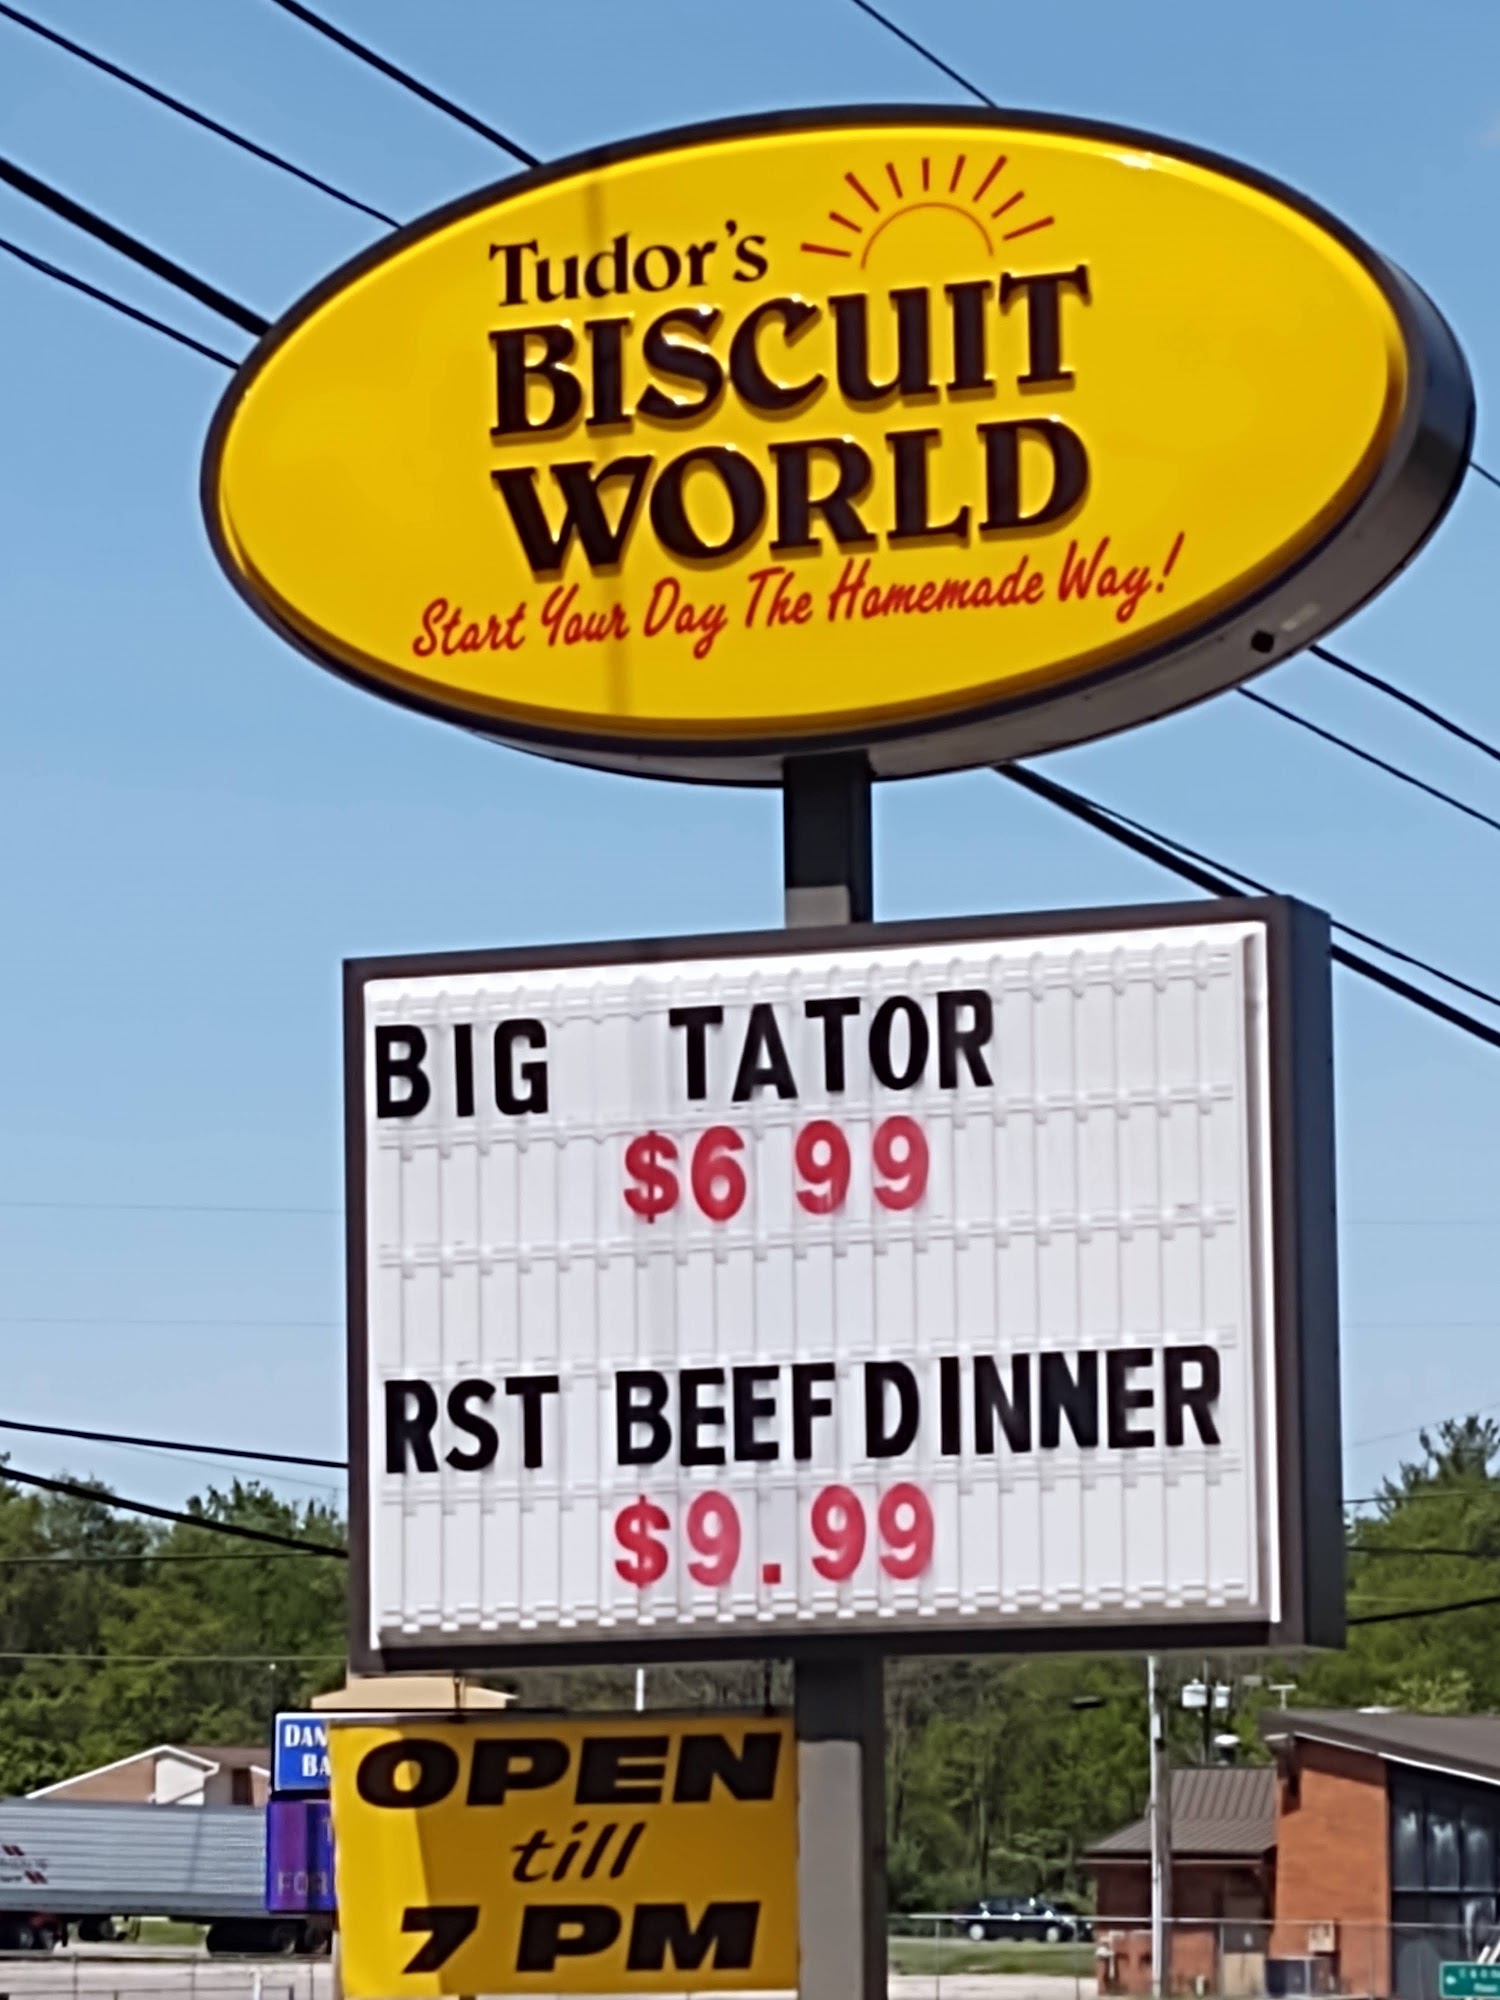 Tudor's
BISCUIT
WORLD
Start Your Day The Homemade Way!
BIG TATOR
$6 99
RST BEEF DINNER
$9.99
OPEN
till
7 PM